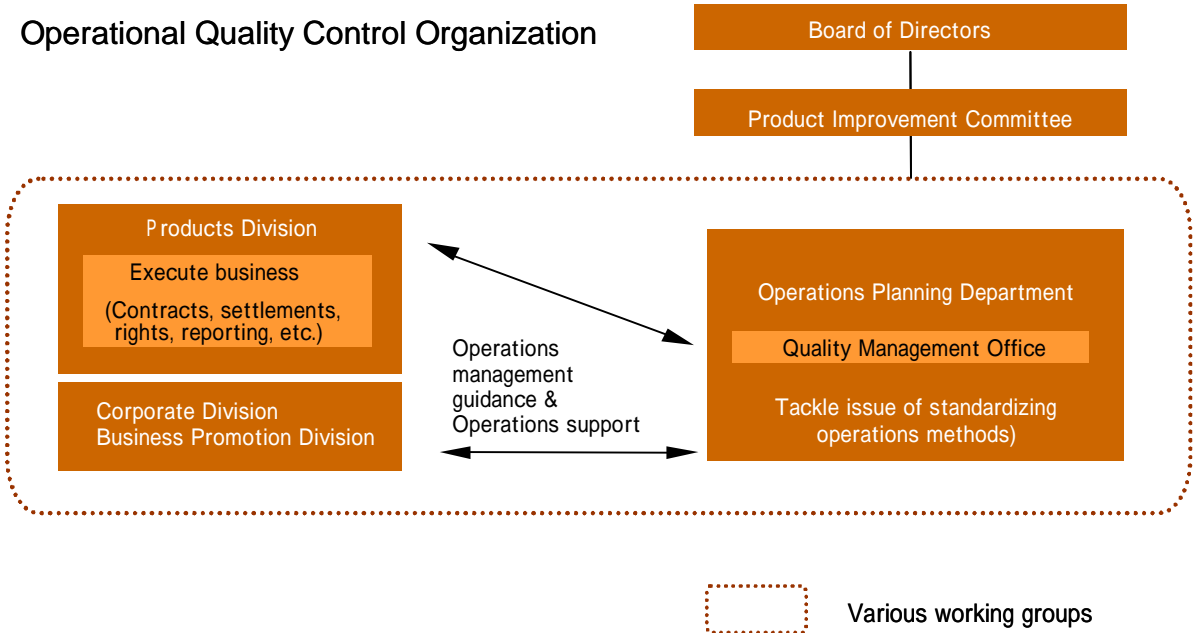 Operational Quality Control Organization
Board of Directors
Product Improvement Committee
Products Division
Execute business
(Contracts, settlements,
rights, reporting, etc.)
Corporate Division
Business Promotion Division
Operations
management
guidance &
Operations support
Operations Planning Department
Quality Management Office
Tackle issue of standardizing
operations methods)
Various working groups